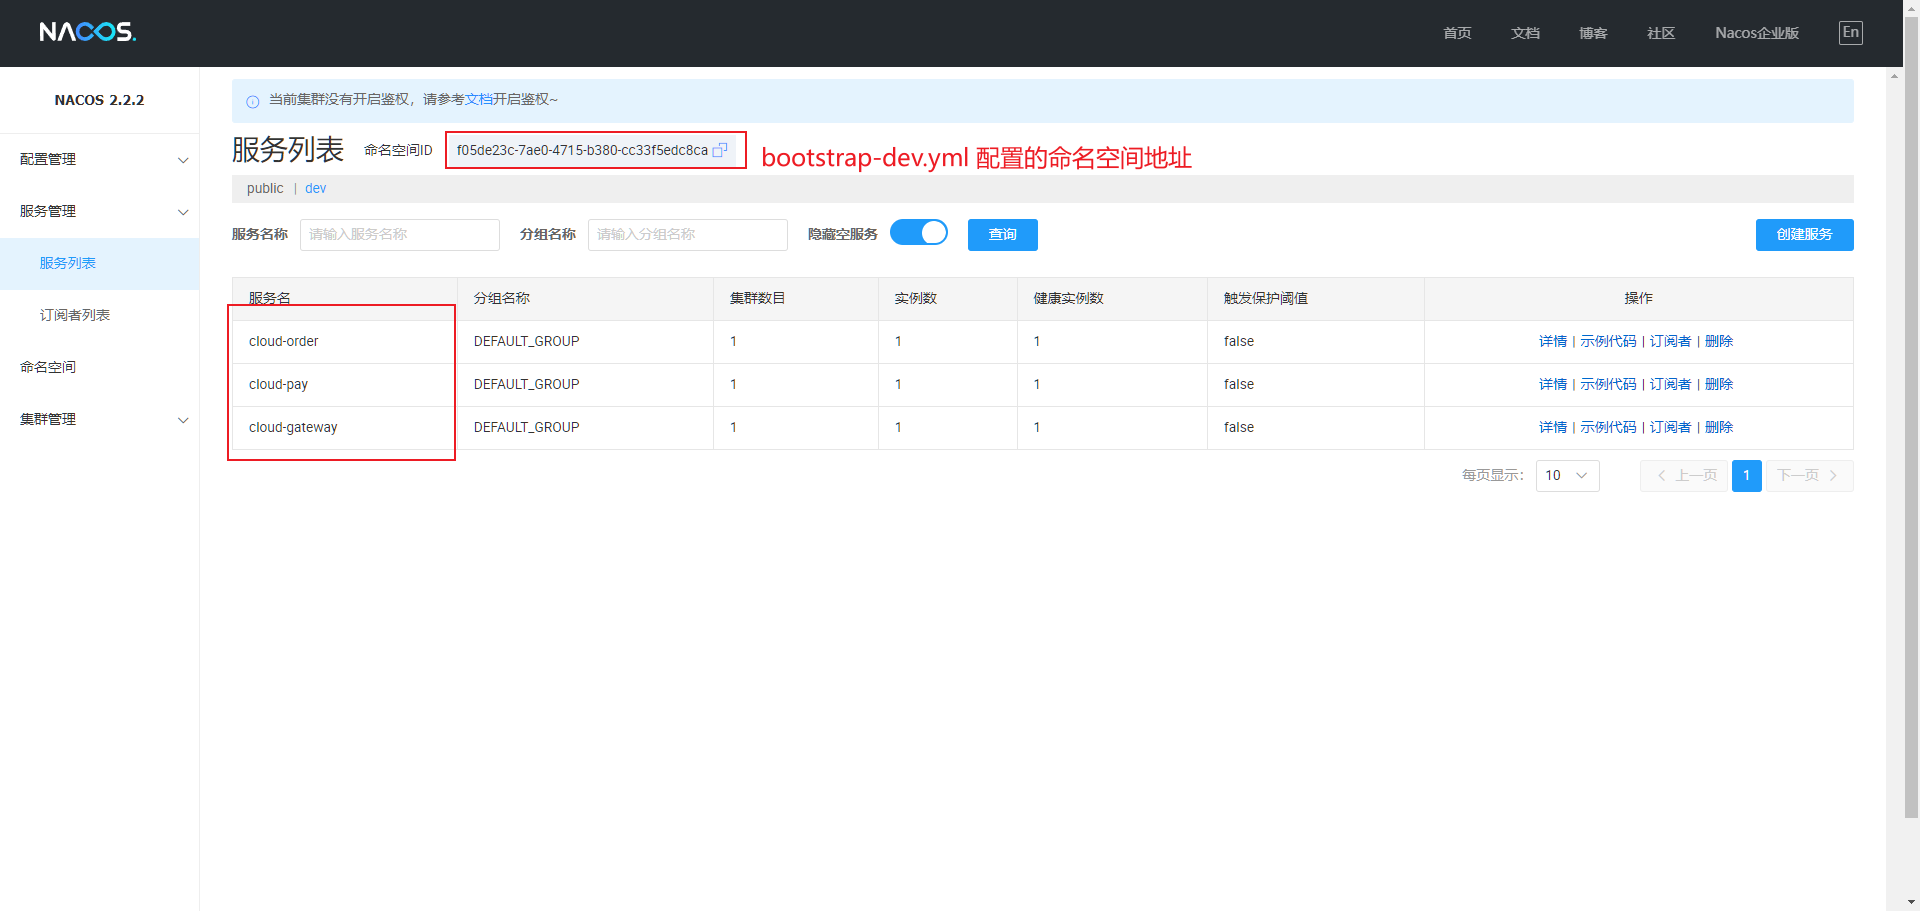 NACOS.
首页 文档 博客 社区 Nacos企业版 En
NACOS 2.2.2
配置管理
服务管理
服务列表
订阅者列表
命名空间
集群管理
当前集群没有开启鉴权，请参考文档开启鉴权~
服务列表 命名空间ID f05de23c-7ae0-4715-b380-cc33f5edc8ca bootstrap-dev.yml 配置的命名空间地址
public | dev
服务名称 请输入服务名称 分组名称 请输入分组名称 隐藏空服务 查询 创建服务
服务名 分组名称 集群数目 实例数 健康实例数 触发保护阈值 操作
cloud-order DEFAULT_GROUP 1 1 1 false 详情 | 示例代码 | 订阅者 | 删除
cloud-pay DEFAULT_GROUP 1 1 1 false 详情 | 示例代码 | 订阅者 | 删除
cloud-gateway DEFAULT_GROUP 1 1 1 false 详情 | 示例代码 | 订阅者 | 删除
每页显示: 10 上一页 1 下一页